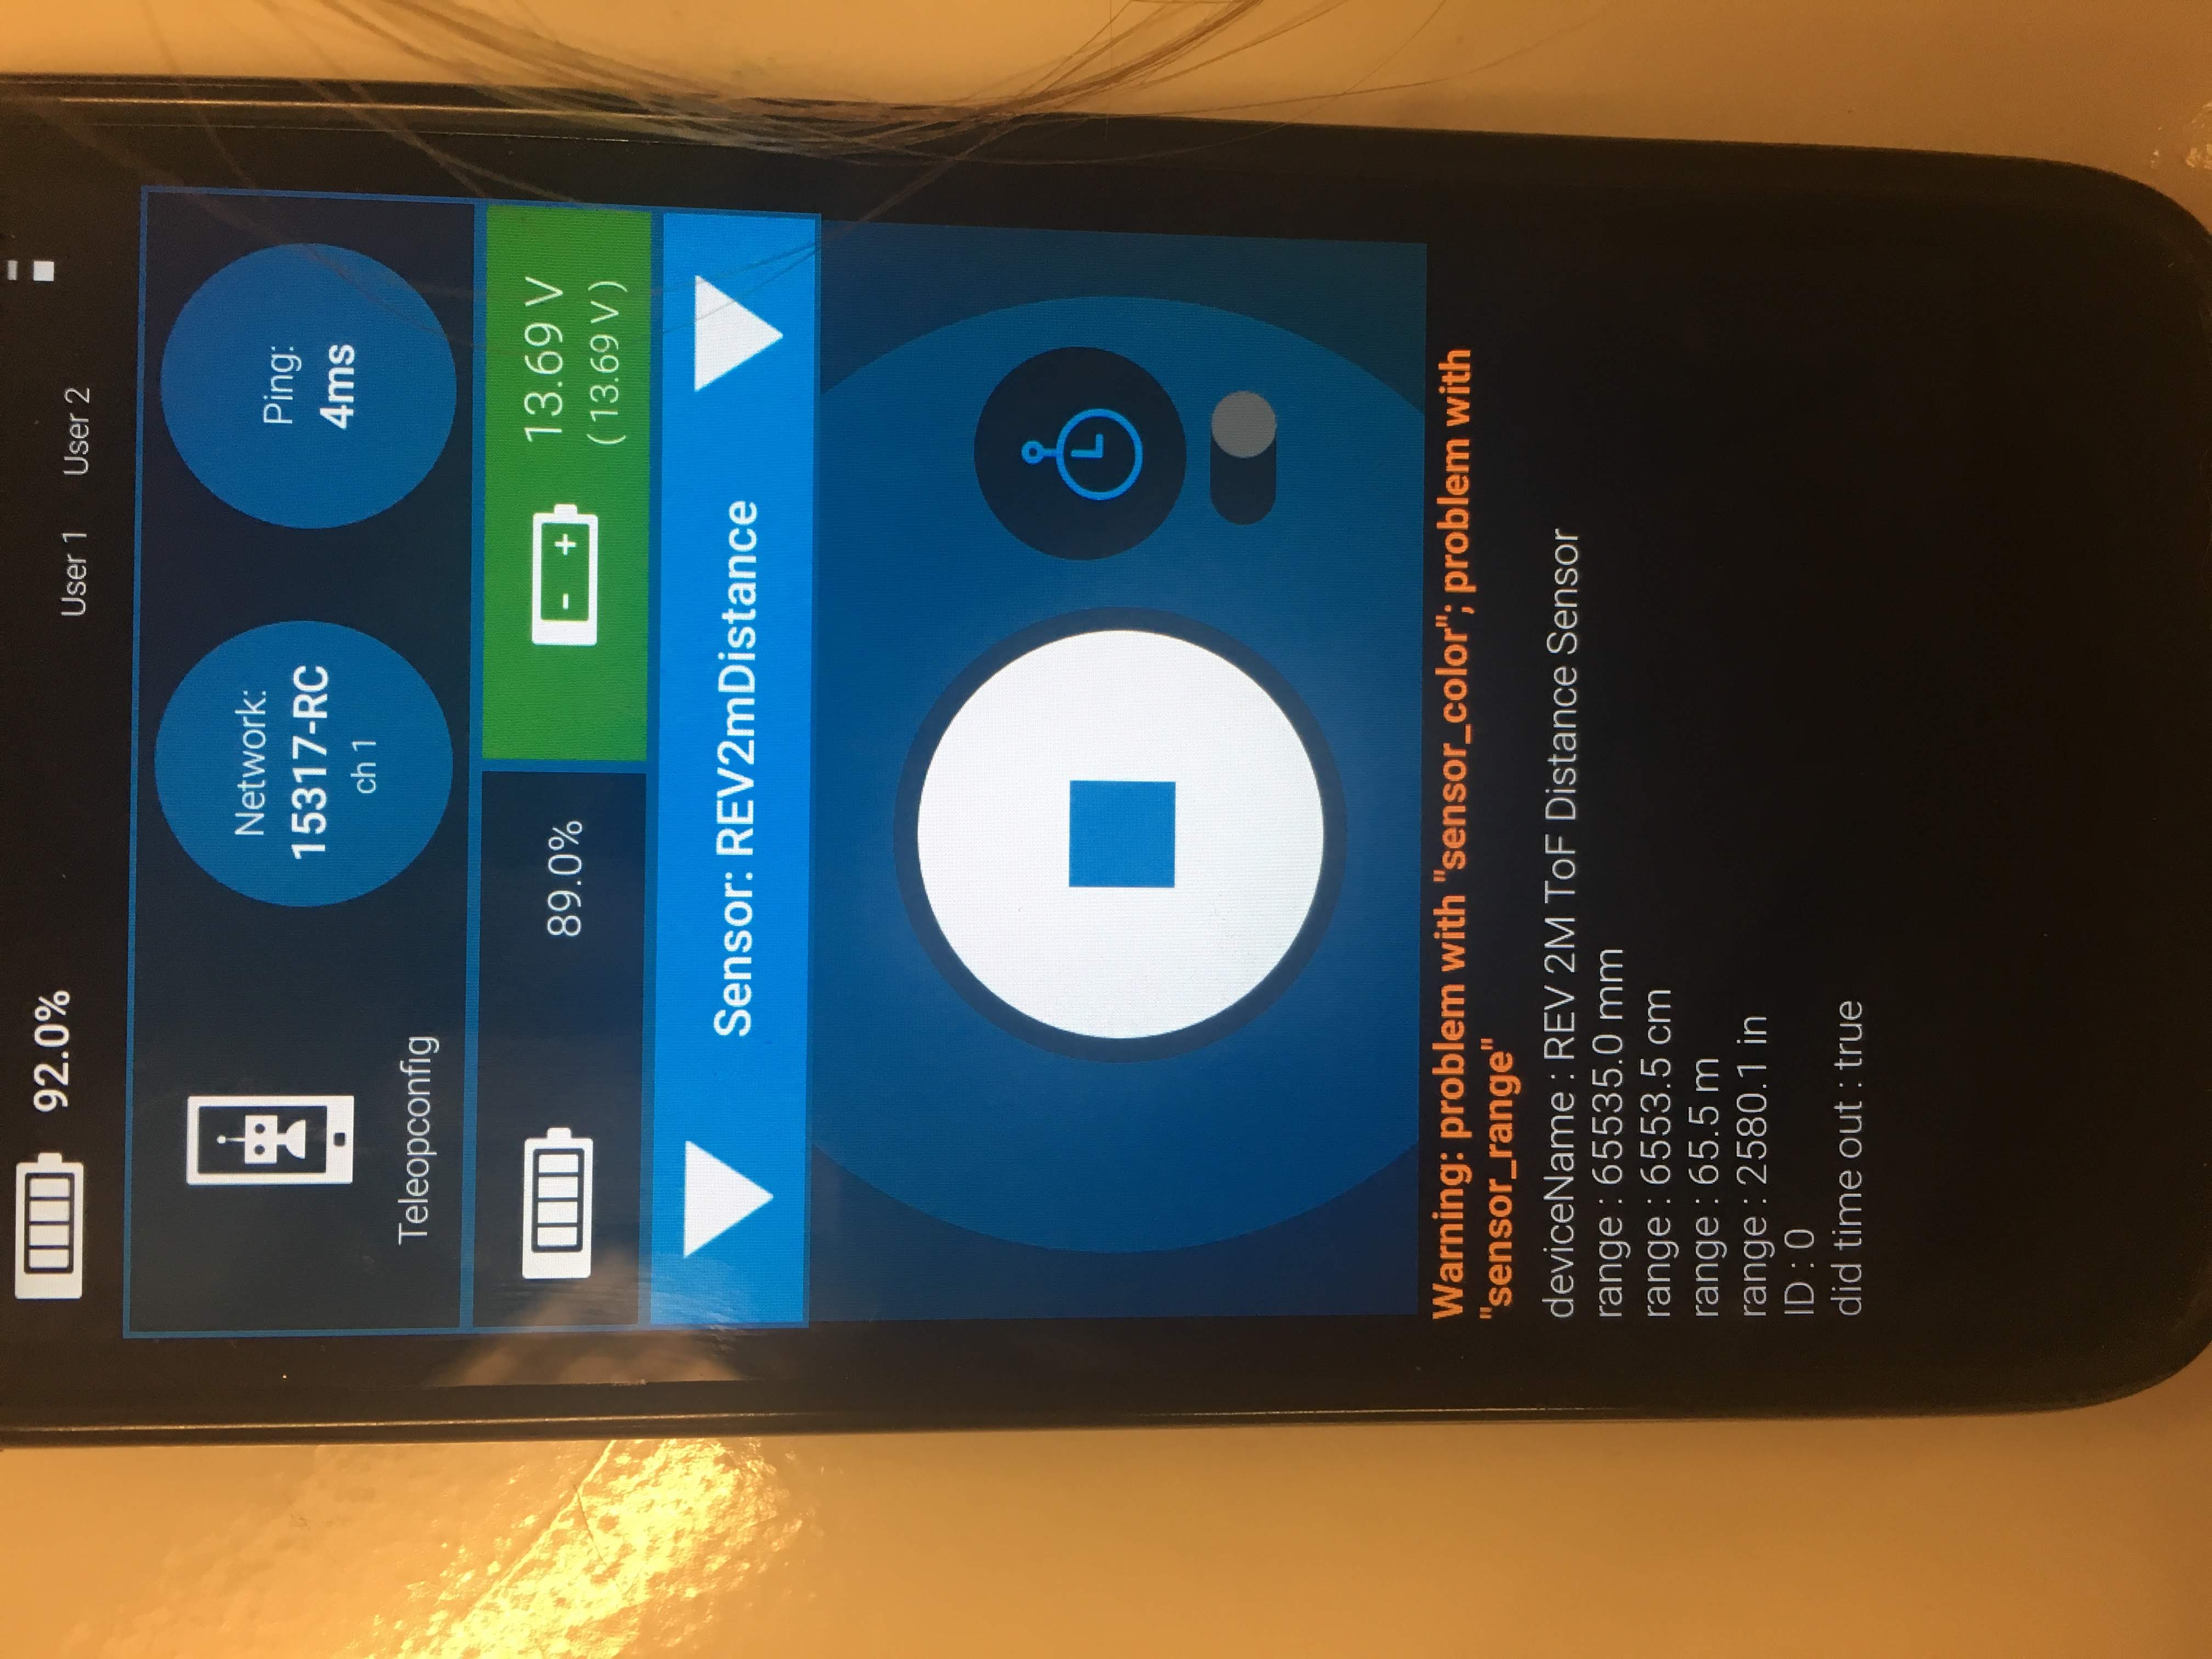 92.0%
User 1 User 2
Network:
15317-RC
ch 1
Ping:
4ms
Teleopconfig
89.0%
- +
13.69 V
( 13.69 V )
Sensor: REV2mDistance
Warning: problem with "sensor_color"; problem with
"sensor_range"
deviceName : REV 2M ToF Distance Sensor
range : 65535.0 mm
range : 6553.5 cm
range : 65.5 m
range : 2580.1 in
ID : 0
did time out : true